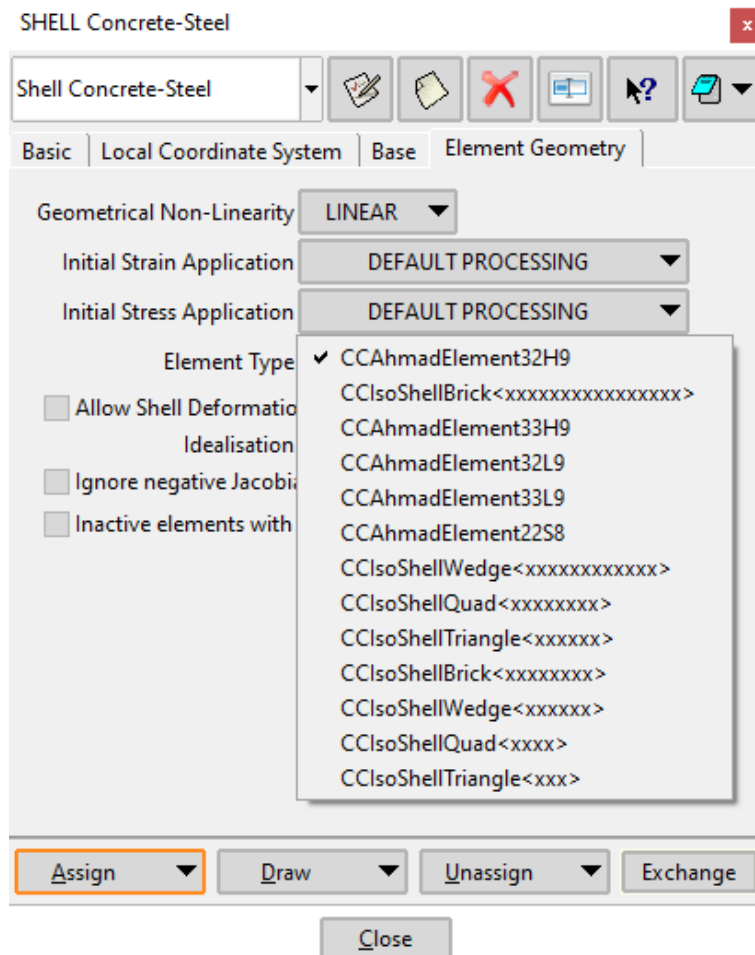 SHELL Concrete-Steel
x
Shell Concrete-Steel
?
Basic Local Coordinate System Base Element Geometry
Geometrical Non-Linearity LINEAR
Initial Strain Application DEFAULT PROCESSING
Initial Stress Application DEFAULT PROCESSING
Element Type
Allow Shell Deformatio
Idealisation
Ignore negative Jacobi
Inactive elements with
CCAhmadElement32H9
CCIsoShellBrick<xxxxxxxxxxxxxxxx>
CCAhmadElement33H9
CCAhmadElement32L9
CCAhmadElement33L9
CCAhmadElement22S8
CCIsoShellWedge<xxxxxxxxxxxx>
CCIsoShellQuad<xxxxxxxx>
CCIsoShellTriangle<xxxxxx>
CCIsoShellBrick<xxxxxxxx>
CCIsoShellWedge<xxxxxx>
CCIsoShellQuad<xxxx>
CCIsoShellTriangle<xxx>
Assign Draw Unassign Exchange
Close